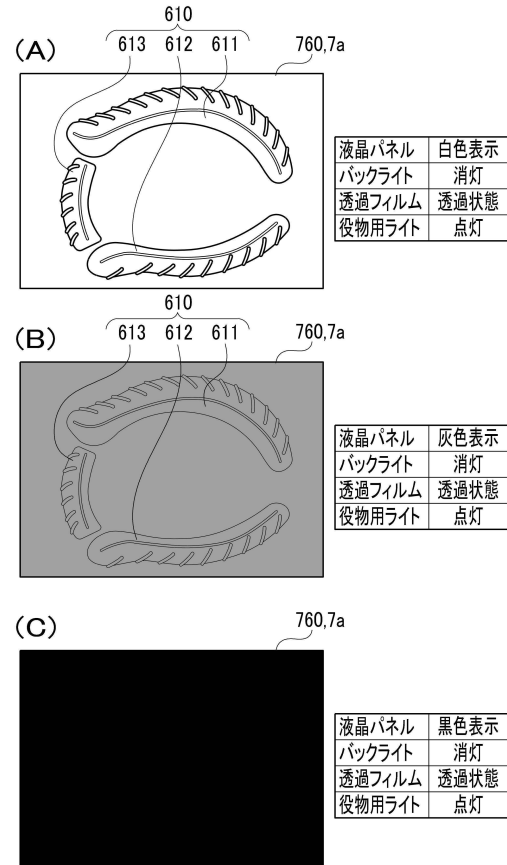 (A)
610
613 612 611 760,7a
液晶パネル 白色表示
バックライト 消灯
透過フィルム 透過状態
役物用ライト 点灯
(B)
610
613 612 611 760,7a
液晶パネル 灰色表示
バックライト 消灯
透過フィルム 透過状態
役物用ライト 点灯
(C)
760,7a
液晶パネル 黒色表示
バックライト 消灯
透過フィルム 透過状態
役物用ライト 点灯